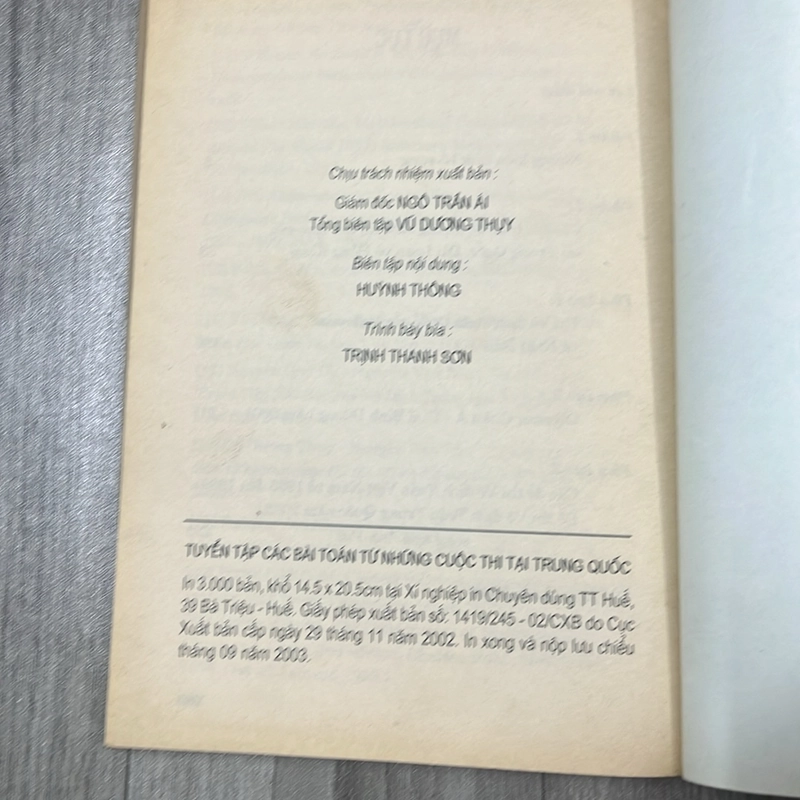 Chịu trách nhiệm xuất bản :
Giám đốc NGÔ TRẦN ÁI
Tổng biên tập VŨ DƯƠNG THỤY
Biên tập nội dung :
HUỲNH THÔNG
Trình bày bìa :
TRỊNH THANH SƠN
TUYỂN TẬP CÁC BÀI TOÁN TỪ NHỮNG CUỘC THI TẠI TRUNG QUỐC
In 3.000 bản, khổ 14.5 x 20.5cm tại Xí nghiệp in Chuyên dùng TT Huế,
39 Bà Triệu - Huế. Giấy phép xuất bản số: 1419/245 - 02/CXB do Cục
Xuất bản cấp ngày 29 tháng 11 năm 2002. In xong và nộp lưu chiểu
tháng 09 năm 2003.